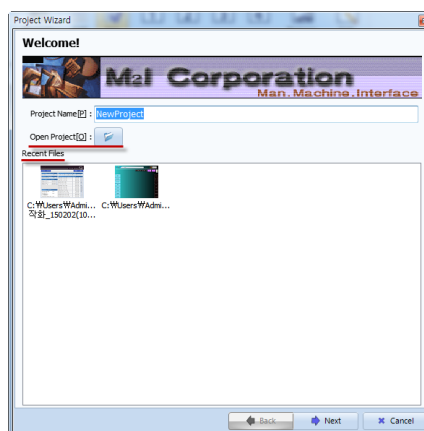 Project Wizard
Welcome!
M2I Corporation
Man.Machine.Interface
Project Name[P] : NewProject
Open Project[O] :
Recent Files
C:₩Users₩Admi... C:₩Users₩Admi...
작화_150202(10...
Back Next Cancel